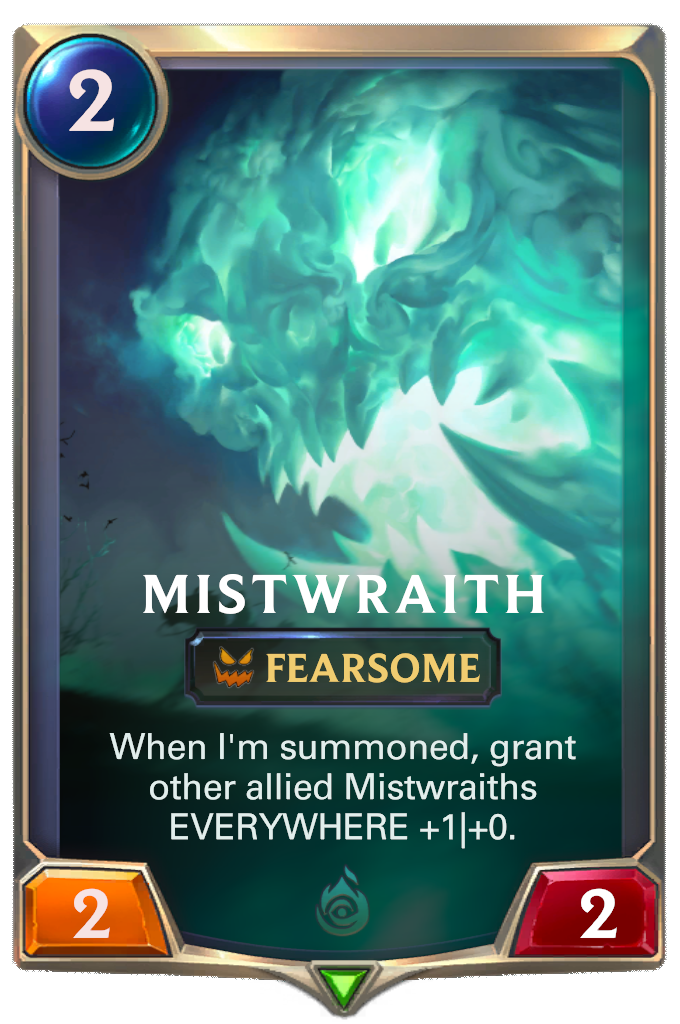 2
MISTWRAITH
FEARSOME
When I'm summoned, grant
other allied Mistwraiths
EVERYWHERE +1|+0.
2
2